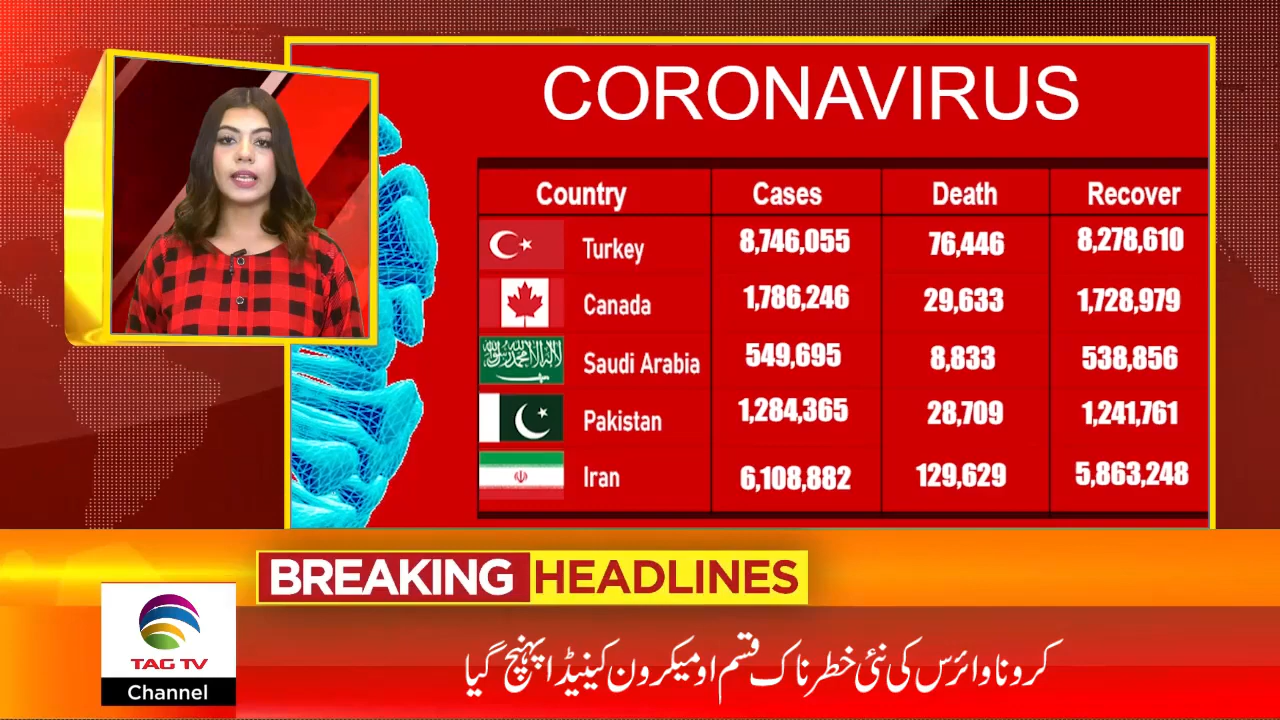 CORONAVIRUS
Country Cases Death Recover
Turkey 8,746,055 76,446 8,278,610
Canada 1,786,246 29,633 1,728,979
Saudi Arabia 549,695 8,833 538,856
Pakistan 1,284,365 28,709 1,241,761
Iran 6,108,882 129,629 5,863,248
BREAKING HEADLINES
TAG TV
Channel
کرونا وائرس کی نئی خطرناک قسم اومیکرون کینیڈا پہنچ گیا